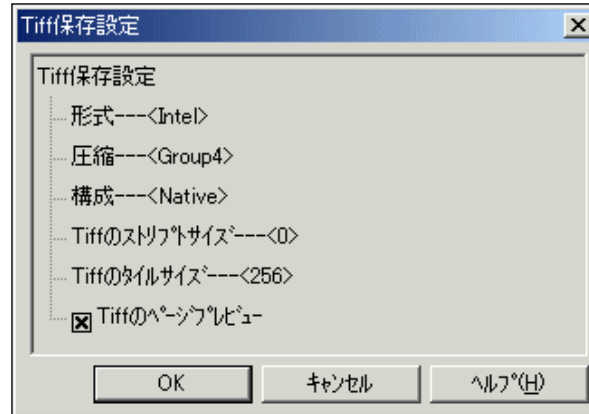 Tiff保存設定
Tiff保存設定
形式---<Intel>
圧縮---<Group4>
構成---<Native>
Tiffのｽﾄﾘﾌﾟﾄｻｲｽﾞ---<0>
Tiffのﾀｲﾙｻｲｽﾞ---<256>
Tiffのﾍﾟｰｼﾞﾌﾟﾚﾋﾞｭｰ
OK ｷｬﾝｾﾙ ﾍﾙﾌﾟ(H)